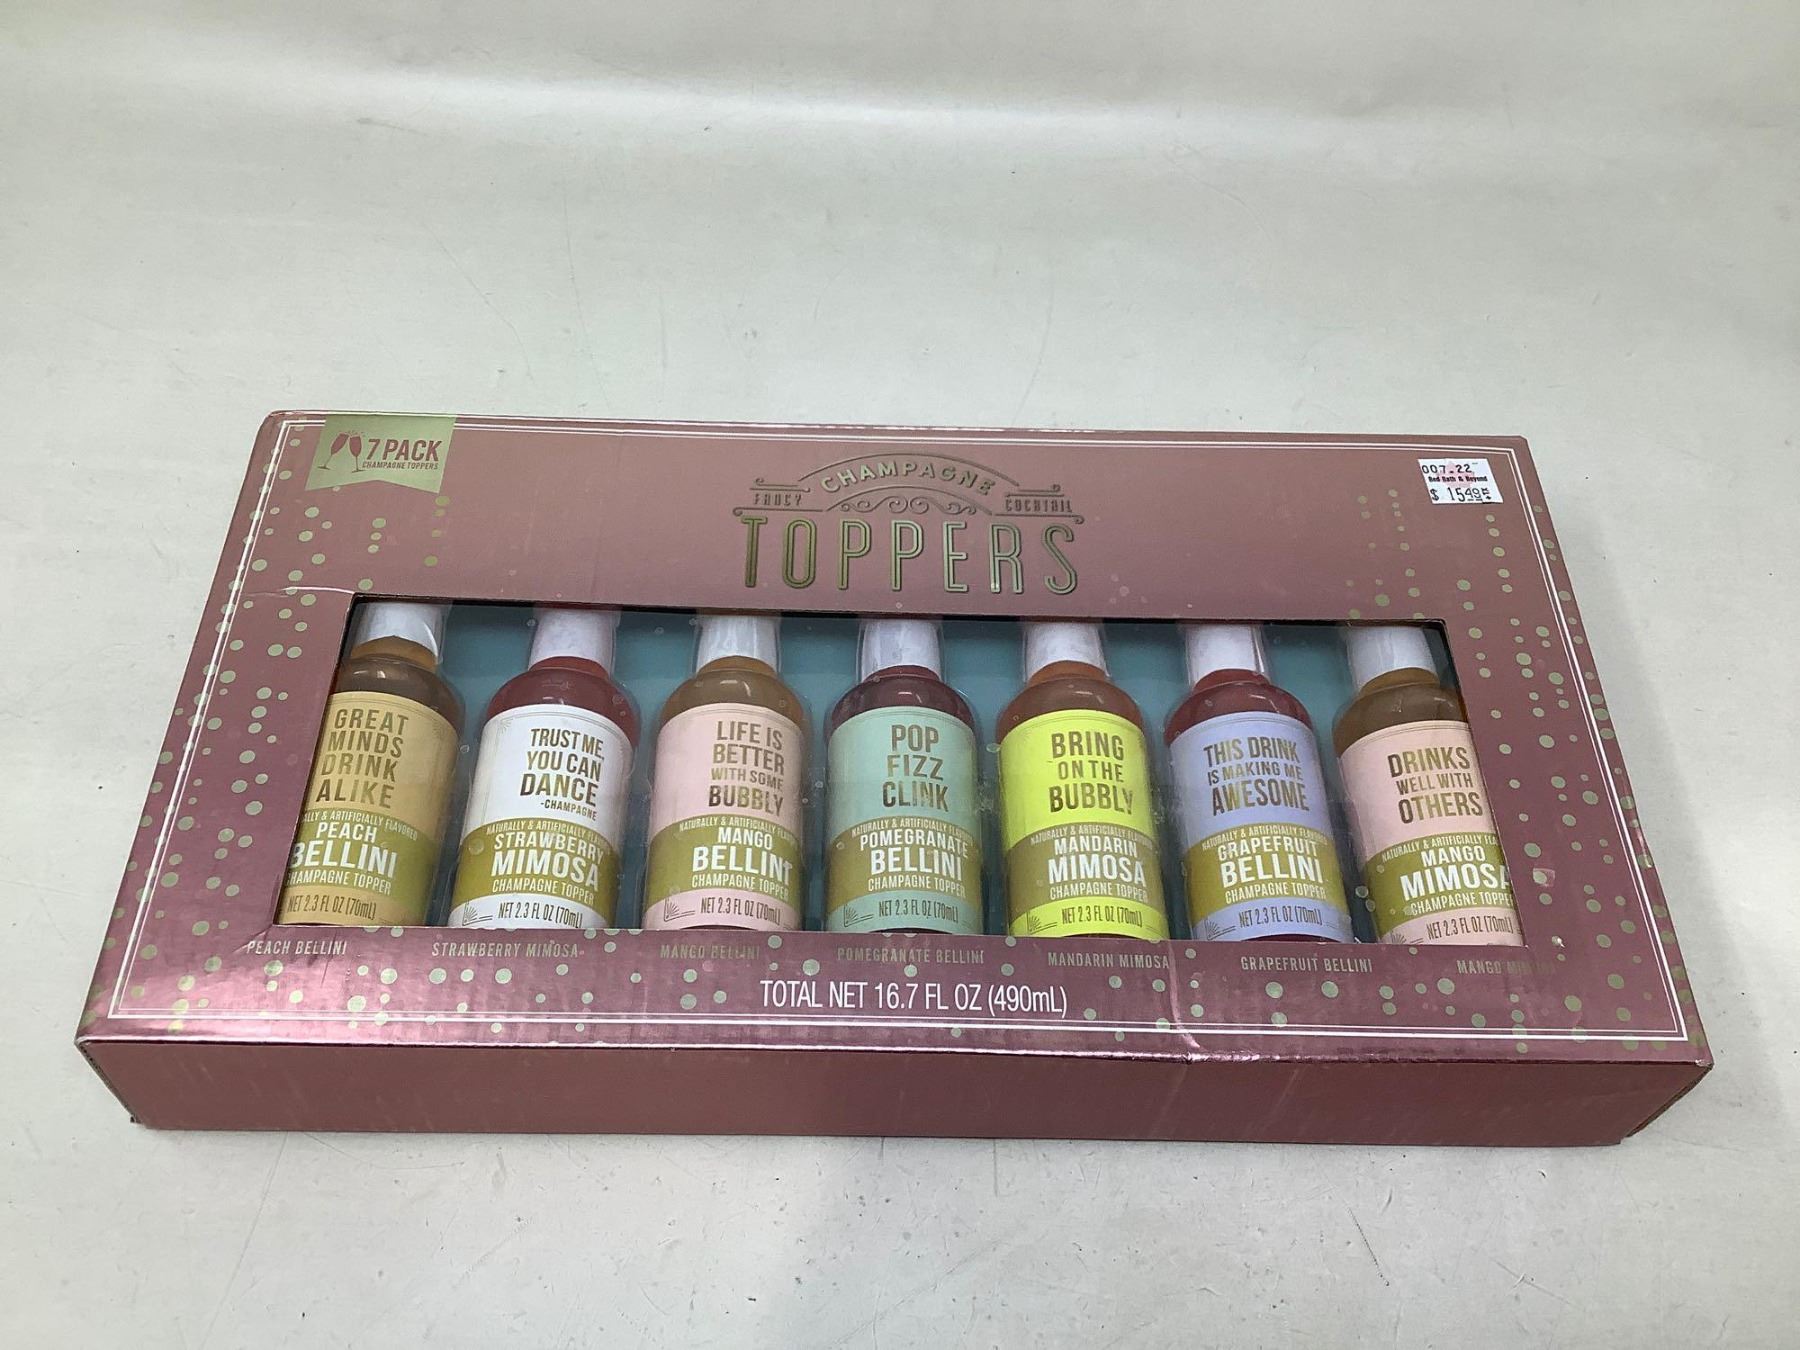 7 PACK
CHAMPAGNE TOPPERS
CHAMPAGNE
FANCY COCKTAIL
TOPPERS
007.22
Bed Bath & Beyond
$ 15.49
GREAT
MINDS
DRINK
ALIKE
ALLY & ARTIFICIALLY FLAVORED
PEACH
BELLINI
CHAMPAGNE TOPPER
NET 2.3 FL OZ (70mL)
TRUST ME,
YOU CAN
DANCE
-CHAMPAGNE
NATURALLY & ARTIFICIALLY FLAVORED
STRAWBERRY
MIMOSA
CHAMPAGNE TOPPER
NET 2.3 FL OZ (70mL)
LIFE IS
BETTER
WITH SOME
BUBBLY
NATURALLY & ARTIFICIALLY FLAVORED
MANGO
BELLINI
CHAMPAGNE TOPPER
NET 2.3 FL OZ (70mL)
POP
FIZZ
CLINK
NATURALLY & ARTIFICIALLY FLAVORED
POMEGRANATE
BELLINI
CHAMPAGNE TOPPER
NET 2.3 FL OZ (70mL)
BRING
ON THE
BUBBLY
NATURALLY & ARTIFICIALLY FLAVORED
MANDARIN
MIMOSA
CHAMPAGNE TOPPER
NET 2.3 FL OZ (70mL)
THIS DRINK
IS MAKING ME
AWESOME
NATURALLY & ARTIFICIALLY FLAVORED
GRAPEFRUIT
BELLINI
CHAMPAGNE TOPPER
NET 2.3 FL OZ (70mL)
DRINKS
WELL WITH
OTHERS
NATURALLY & ARTIFICIALLY FLA
MANGO
MIMOSA
CHAMPAGNE TOPPER
NET 2.3 FL OZ (70mL)
PEACH BELLINI STRAWBERRY MIMOSA MANGO BELLINI POMEGRANATE BELLINI MANDARIN MIMOSA GRAPEFRUIT BELLINI MANGO MIMOSA
TOTAL NET 16.7 FL OZ (490mL)